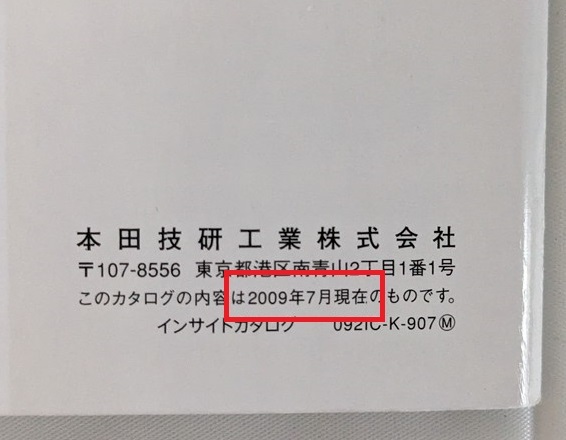 本田技研工業株式会社
〒107-8556 東京都港区南青山2丁目1番1号
このカタログの内容は2009年7月現在のものです。
インサイトカタログ 092IC-K-907Ⓜ